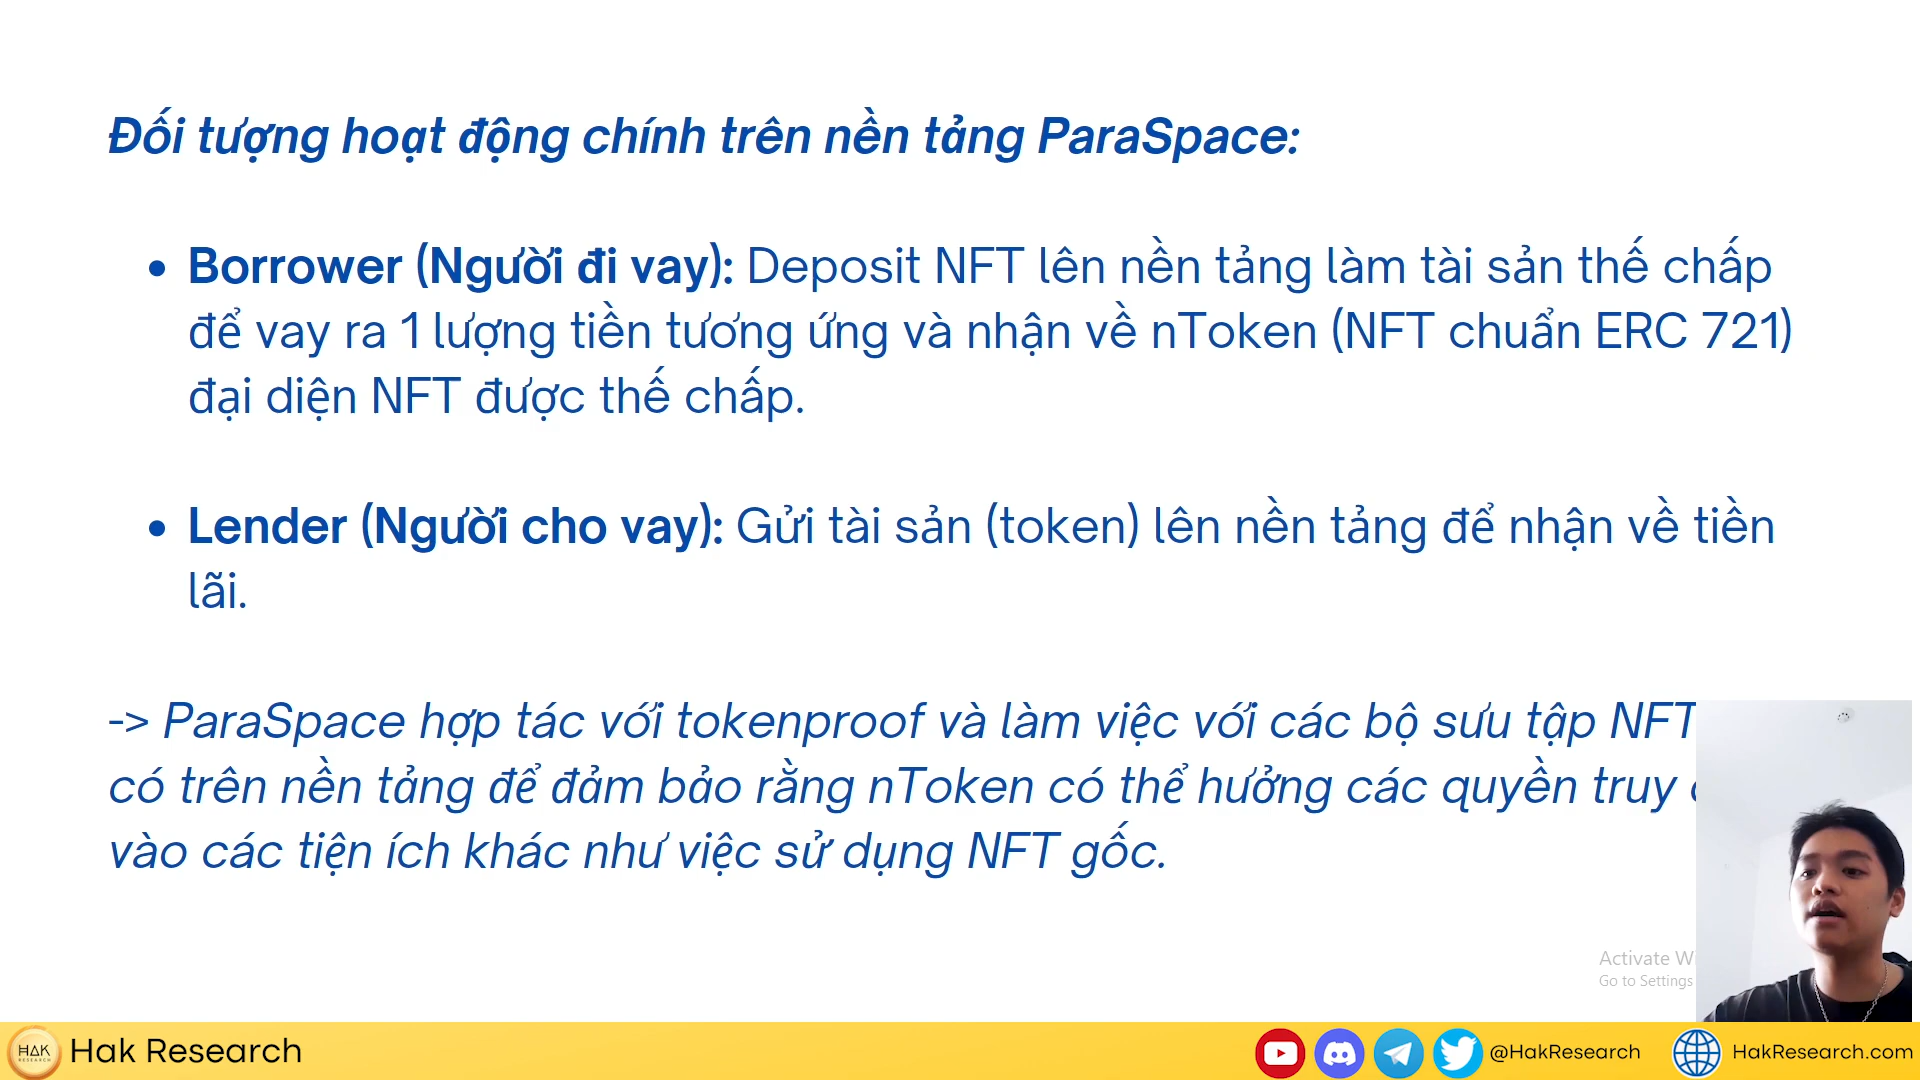 Đối tượng hoạt động chính trên nền tảng ParaSpace:
• Borrower (Người đi vay): Deposit NFT lên nền tảng làm tài sản thế chấp
để vay ra 1 lượng tiền tương ứng và nhận về nToken (NFT chuẩn ERC 721)
đại diện NFT được thế chấp.
• Lender (Người cho vay): Gửi tài sản (token) lên nền tảng để nhận về tiền
lãi.
-> ParaSpace hợp tác với tokenproof và làm việc với các bộ sưu tập NFT
có trên nền tảng để đảm bảo rằng nToken có thể hưởng các quyền truy
vào các tiện ích khác như việc sử dụng NFT gốc.
Activate
Go to Settings
HAK
RESEARCH
Hak Research
@HakResearch
HakResearch.com